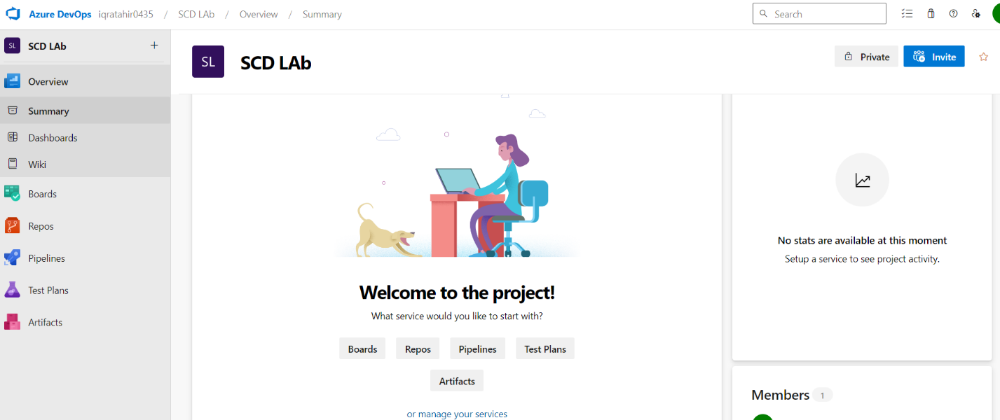 Azure DevOps iqratahir0435 / SCD LAb / Overview / Summary
Search
SL SCD LAb +
Overview
Summary
Dashboards
Wiki
Boards
Repos
Pipelines
Test Plans
Artifacts
SL SCD LAb
Private
Invite
Welcome to the project!
What service would you like to start with?
Boards
Repos
Pipelines
Test Plans
Artifacts
or manage your services
No stats are available at this moment
Setup a service to see project activity.
Members 1